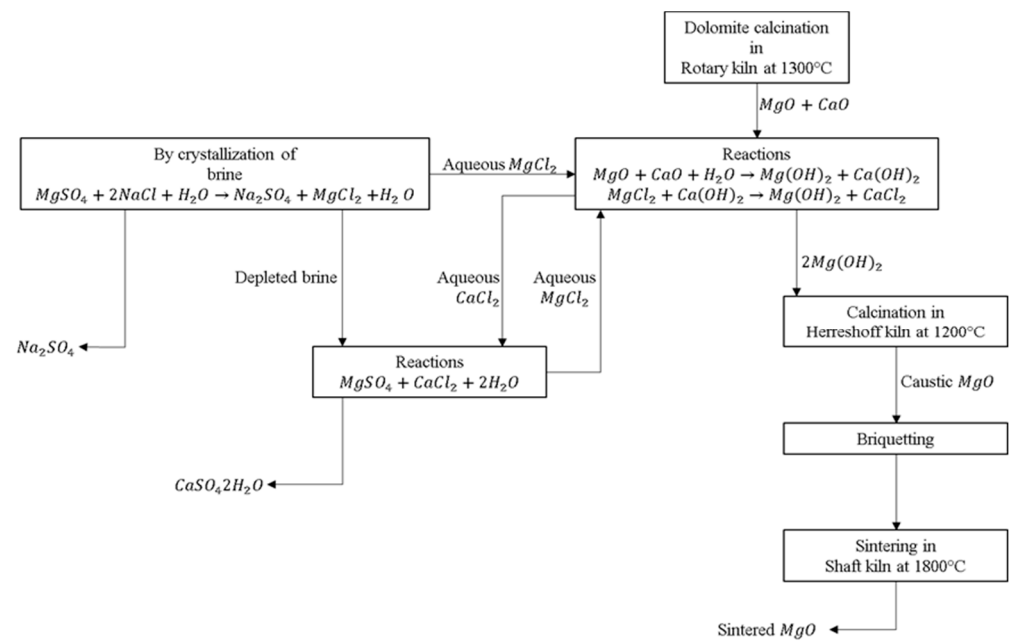 Dolomite calcination
in
Rotary kiln at 1300°C
MgO + CaO
By crystallization of
brine
MgSO₄ + 2NaCl + H₂O → Na₂SO₄ + MgCl₂ +H₂ O
Aqueous MgCl₂
Reactions
MgO + CaO + H₂O → Mg(OH)₂ + Ca(OH)₂
MgCl₂ + Ca(OH)₂ → Mg(OH)₂ + CaCl₂
Depleted brine
Aqueous
CaCl₂
Aqueous
MgCl₂
2Mg(OH)₂
Na₂SO₄
Reactions
MgSO₄ + CaCl₂ + 2H₂O
CaSO₄2H₂O
Calcination in
Herreshoff kiln at 1200°C
Caustic MgO
Briquetting
Sintering in
Shaft kiln at 1800°C
Sintered MgO